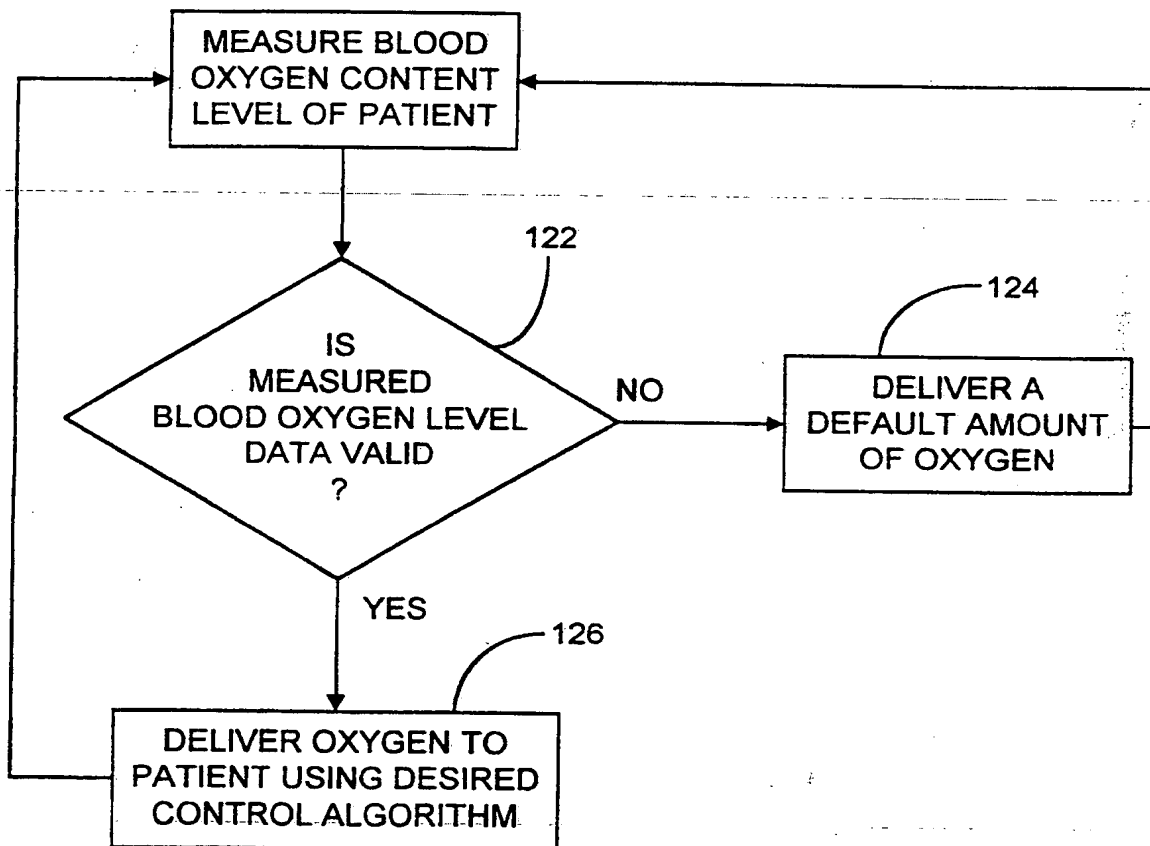 MEASURE BLOOD
OXYGEN CONTENT
LEVEL OF PATIENT
122
IS
MEASURED
BLOOD OXYGEN LEVEL
DATA VALID
?
NO
124
DELIVER A
DEFAULT AMOUNT
OF OXYGEN
YES
126
DELIVER OXYGEN TO
PATIENT USING DESIRED
CONTROL ALGORITHM